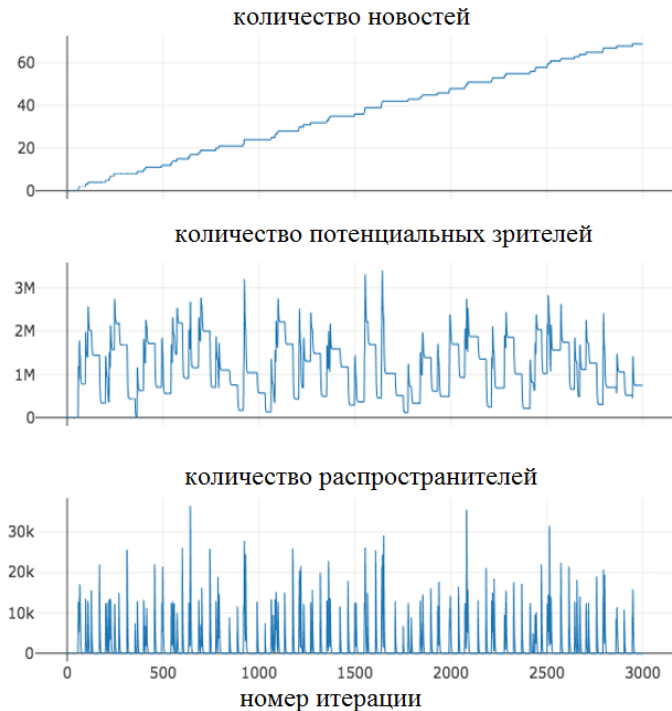 количество новостей
60
40
20
0
количество потенциальных зрителей
3M
2M
1M
0
количество распространителей
30k
20k
10k
0
0 500 1000 1500 2000 2500 3000
номер итерации